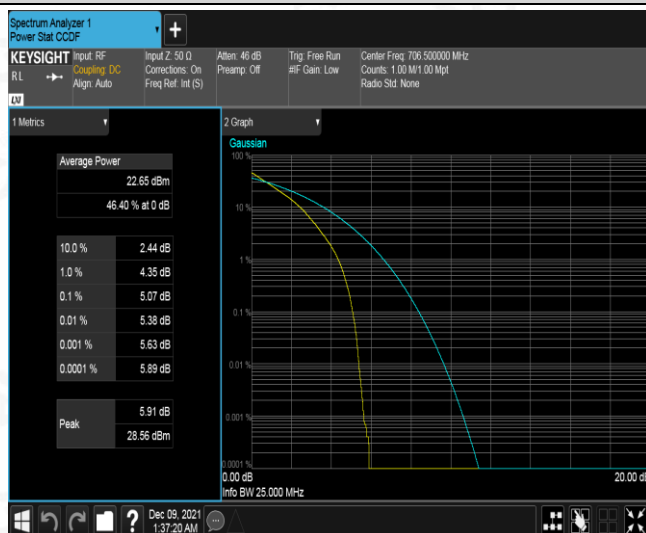 Spectrum Analyzer 1
Power Stat CCDF
+
KEYSIGHT
RL
LXI
Input: RF
Coupling: DC
Align: Auto
Input Z: 50 Ω
Corrections: On
Freq Ref: Int (S)
Atten: 46 dB
Preamp: Off
Trig: Free Run
#IF Gain: Low
Center Freq: 706.500000 MHz
Counts: 1.00 M/1.00 Mpt
Radio Std: None
1 Metrics
Average Power
22.65 dBm
46.40 % at 0 dB
10.0 % 2.44 dB
1.0 % 4.35 dB
0.1 % 5.07 dB
0.01 % 5.38 dB
0.001 % 5.63 dB
0.0001 % 5.89 dB
Peak
5.91 dB
28.56 dBm
2 Graph
Gaussian
100 %
10 %
1 %
0.1 %
0.01 %
0.001 %
0.0001 %
0.00 dB
20.00 dB
Info BW 25.000 MHz
?
Dec 09, 2021
1:37:20 AM